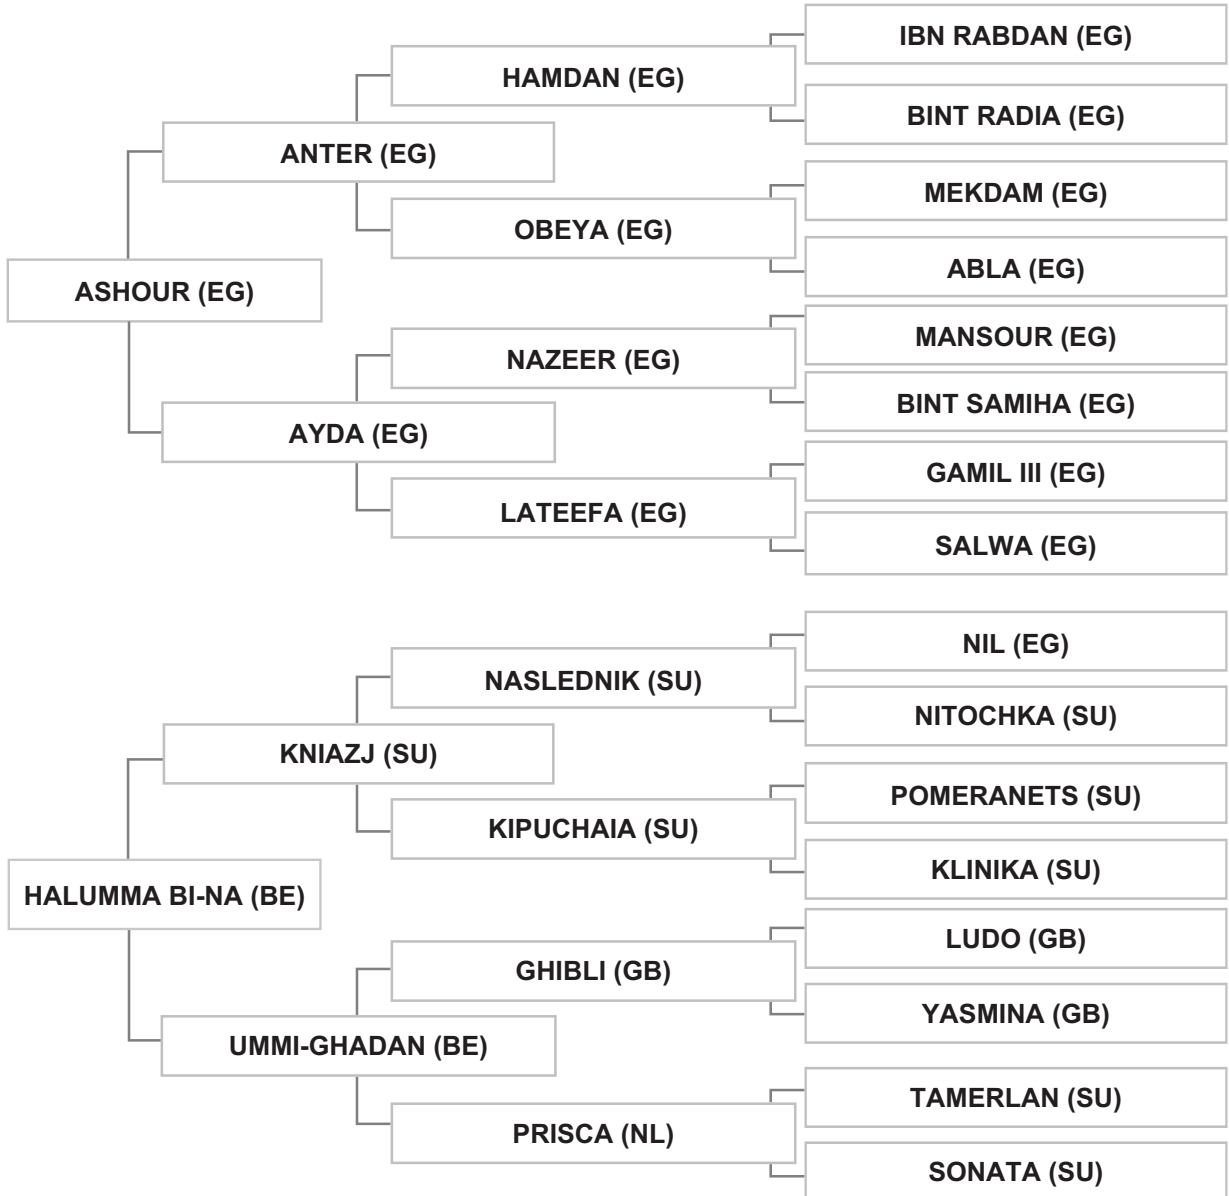 IBN RABDAN (EG)
HAMDAN (EG)
BINT RADIA (EG)
ANTER (EG)
MEKDAM (EG)
OBEYA (EG)
ABLA (EG)
ASHOUR (EG)
MANSOUR (EG)
NAZEER (EG)
BINT SAMIHA (EG)
AYDA (EG)
GAMIL III (EG)
LATEEFA (EG)
SALWA (EG)
NIL (EG)
NASLEDNIK (SU)
NITOCHKA (SU)
KNIAZJ (SU)
POMERANETS (SU)
KIPUCHAIA (SU)
KLINIKA (SU)
HALUMMA BI-NA (BE)
LUDO (GB)
GHIBLI (GB)
YASMINA (GB)
UMMI-GHADAN (BE)
TAMERLAN (SU)
PRISCA (NL)
SONATA (SU)